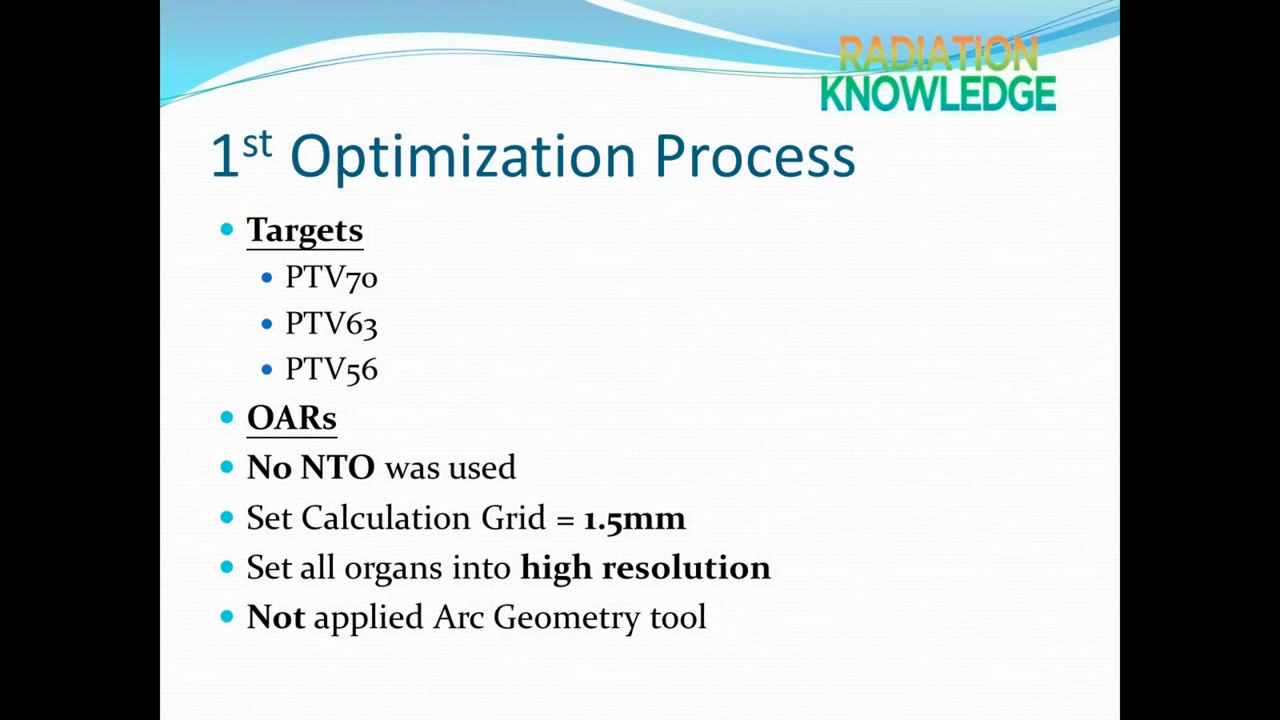 RADIATION
KNOWLEDGE
1st Optimization Process
Targets
PTV70
PTV63
PTV56
OARs
No NTO was used
Set Calculation Grid = 1.5mm
Set all organs into high resolution
Not applied Arc Geometry tool